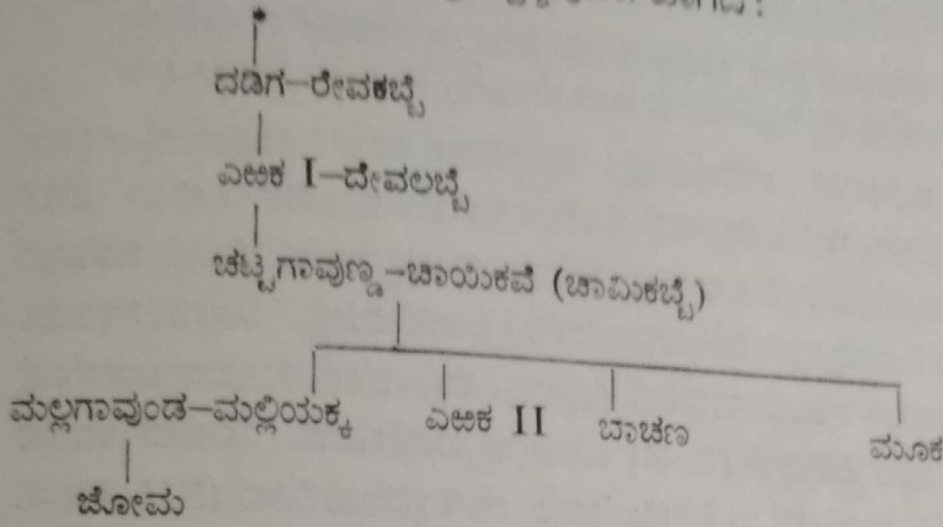 ದಡಿಗ–ರೇವಕಬ್ಬೆ
ಎಱಕ I–ದೇವಲಬ್ಬೆ
ಚಟ್ಟಗಾವುಣ್ಡ–ಚಾಯಿಕವೆ (ಚಾಮಿಕಬ್ಬೆ)
ಮಲ್ಲಗಾವುಂಡ–ಮಲ್ಲಿಯಕ್ಕ ಎಱಕ II ಬಾಚಣ ಮೂಕ
ಜೋಮ